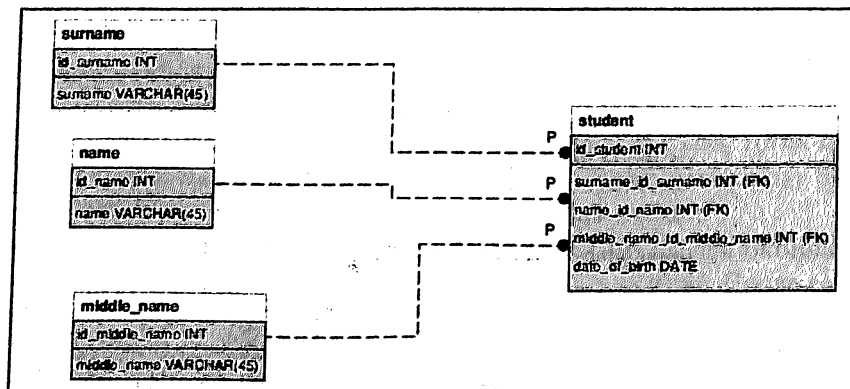 surname
id_surname INT
surname VARCHAR(45)
name
id_name INT
name VARCHAR(45)
middle_name
id_middle_name INT
middle_name VARCHAR(45)
P
P
P
student
id_student INT
surname_id_surname INT (FK)
name_id_name INT (FK)
middle_name_id_middle_name INT (FK)
date_of_birth DATE